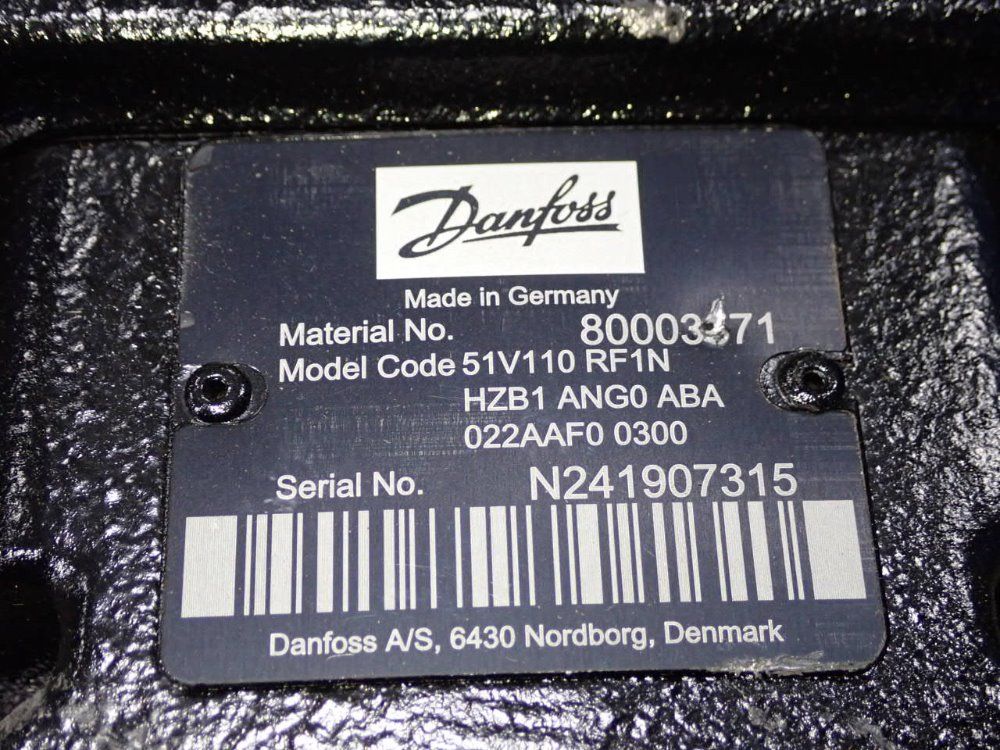 Danfoss
Made in Germany
Material No.
Model Code 51V110 RF1N
HZB1 ANG0 ABA
022AAF0 0300
Serial No. N241907315
Danfoss A/S, 6430 Nordborg, Denmark